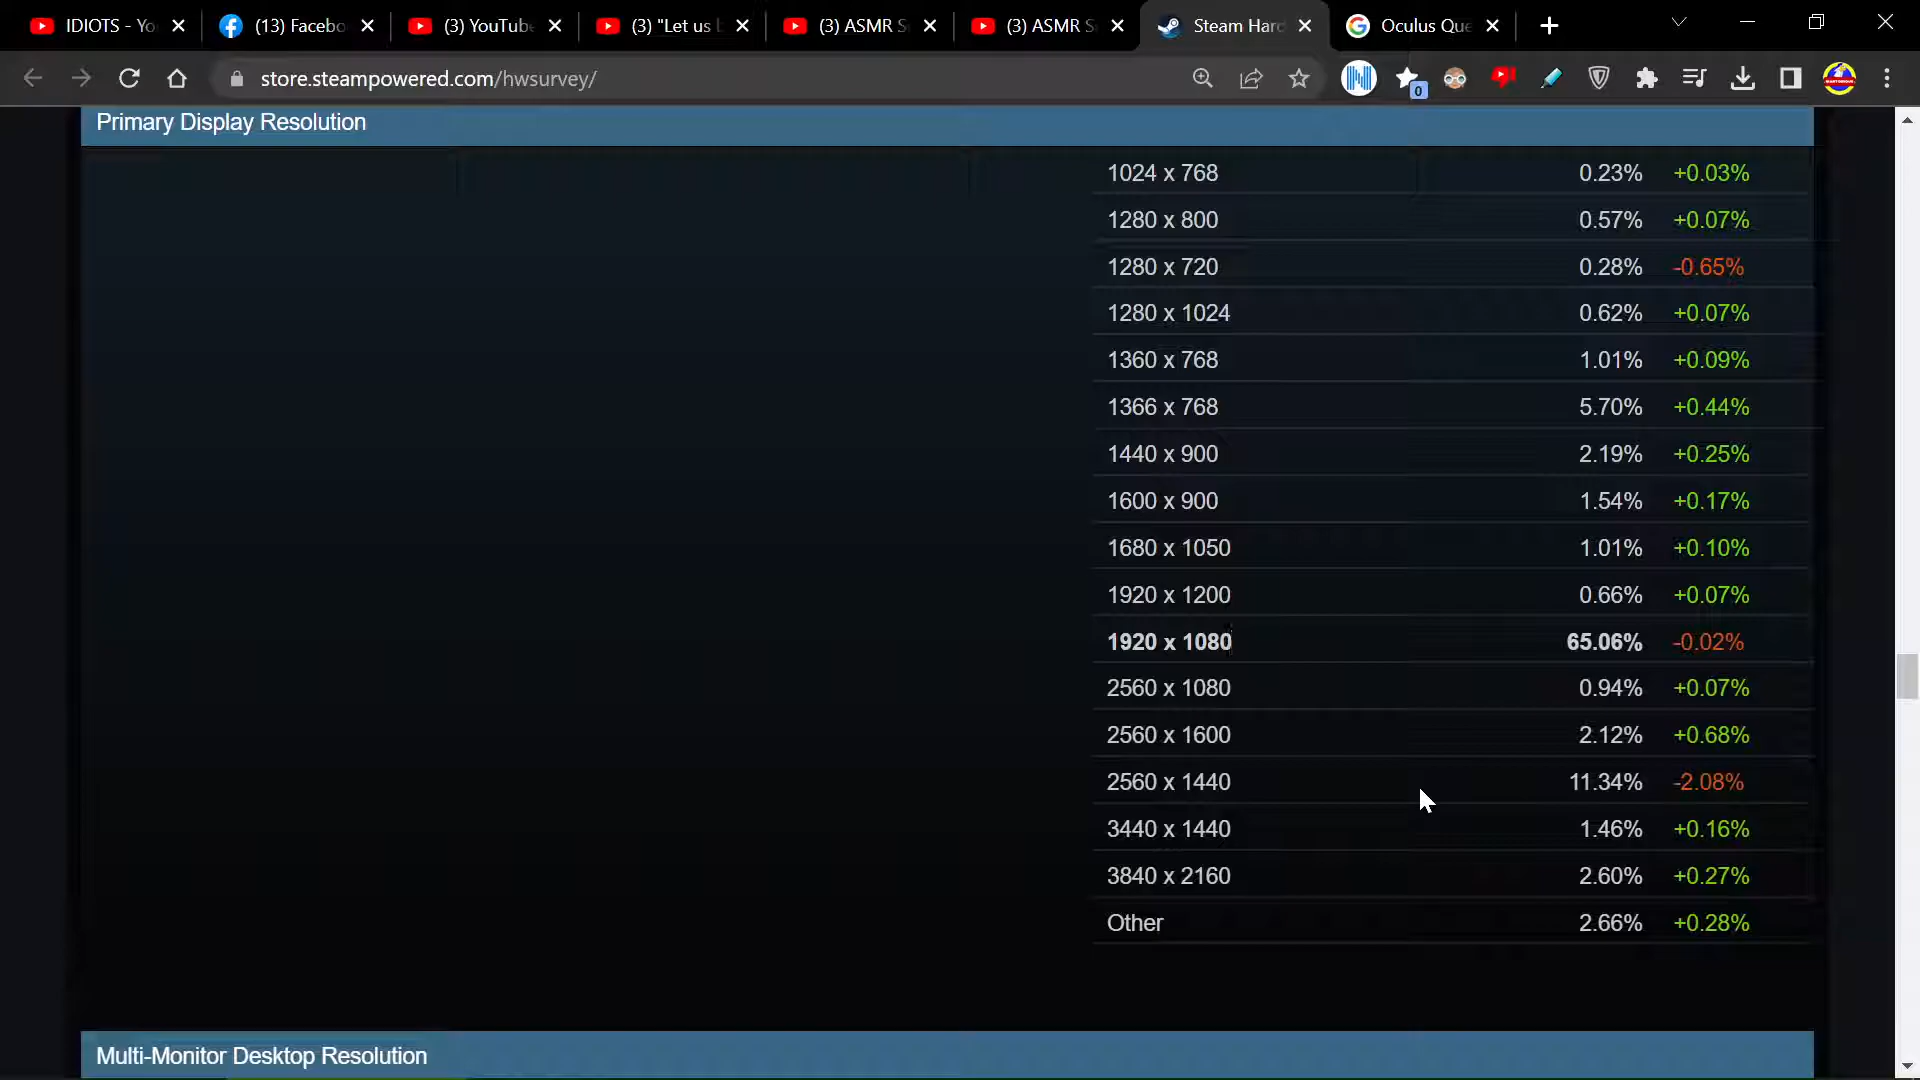 IDIOTS - Yo (13) Facebo (3) YouTube (3) "Let us b (3) ASMR S (3) ASMR S Steam Hard Oculus Que
store.steampowered.com/hwsurvey/
0
Primary Display Resolution
1024 x 768 0.23% +0.03%
1280 x 800 0.57% +0.07%
1280 x 720 0.28% -0.65%
1280 x 1024 0.62% +0.07%
1360 x 768 1.01% +0.09%
1366 x 768 5.70% +0.44%
1440 x 900 2.19% +0.25%
1600 x 900 1.54% +0.17%
1680 x 1050 1.01% +0.10%
1920 x 1200 0.66% +0.07%
1920 x 1080 65.06% -0.02%
2560 x 1080 0.94% +0.07%
2560 x 1600 2.12% +0.68%
2560 x 1440 11.34% -2.08%
3440 x 1440 1.46% +0.16%
3840 x 2160 2.60% +0.27%
Other 2.66% +0.28%
Multi-Monitor Desktop Resolution